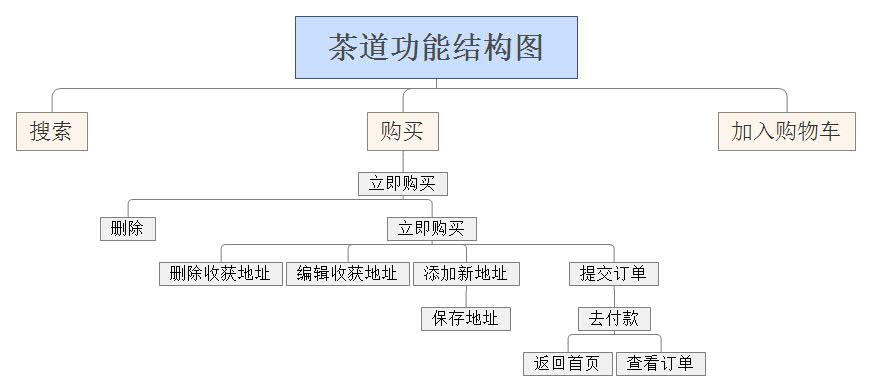 茶道功能结构图
搜索
购买
加入购物车
立即购买
删除
立即购买
删除收获地址
编辑收获地址
添加新地址
提交订单
保存地址
去付款
返回首页
查看订单